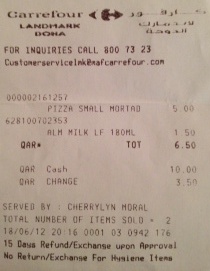 Carrefour كارفور
LANDMARK لاندمارك
DOHA الدوحة
FOR INQUIRIES CALL 800 73 23
Customerservicelmk@mafcarrefour.com
000002161257
PIZZA SMALL MORTAD 5.00
628100702353
ALM MILK LF 180ML 1.50
QAR* TOT 6.50
QAR Cash 10.00
QAR CHANGE 3.50
SERVED BY : CHERRYLYN MORAL
TOTAL NUMBER OF ITEMS SOLD = 2
18/06/12 20:16 0001 03 0942 176
15 Days Refund/Exchange upon Approval
No Return/Exchange For Hygiene Items